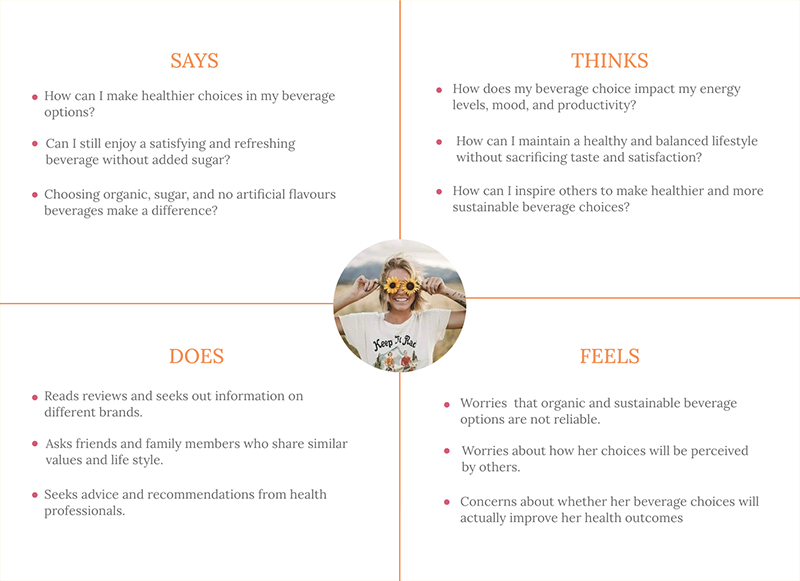 SAYS
How can I make healthier choices in my beverage
options?
Can I still enjoy a satisfying and refreshing
beverage without added sugar?
Choosing organic, sugar, and no artificial flavours
beverages make a difference?
THINKS
How does my beverage choice impact my energy
levels, mood, and productivity?
How can I maintain a healthy and balanced lifestyle
without sacrificing taste and satisfaction?
How can I inspire others to make healthier and more
sustainable beverage choices?
Keep It Rad
DOES
Reads reviews and seeks out information on
different brands.
Asks friends and family members who share similar
values and life style.
Seeks advice and recommendations from health
professionals.
FEELS
Worries that organic and sustainable beverage
options are not reliable.
Worries about how her choices will be perceived
by others.
Concerns about whether her beverage choices will
actually improve her health outcomes